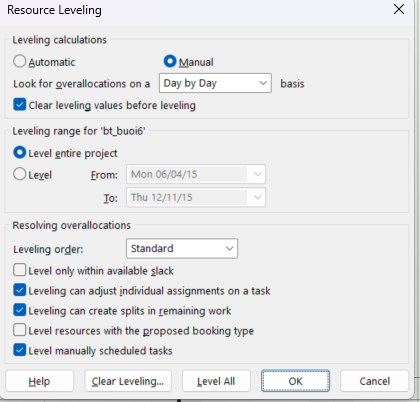 Resource Leveling
Leveling calculations
Automatic Manual
Look for overallocations on a Day by Day basis
Clear leveling values before leveling
Leveling range for 'bt_buoi6'
Level entire project
Level From: Mon 06/04/15
To: Thu 12/11/15
Resolving overallocations
Leveling order: Standard
Level only within available slack
Leveling can adjust individual assignments on a task
Leveling can create splits in remaining work
Level resources with the proposed booking type
Level manually scheduled tasks
Help Clear Leveling... Level All OK Cancel